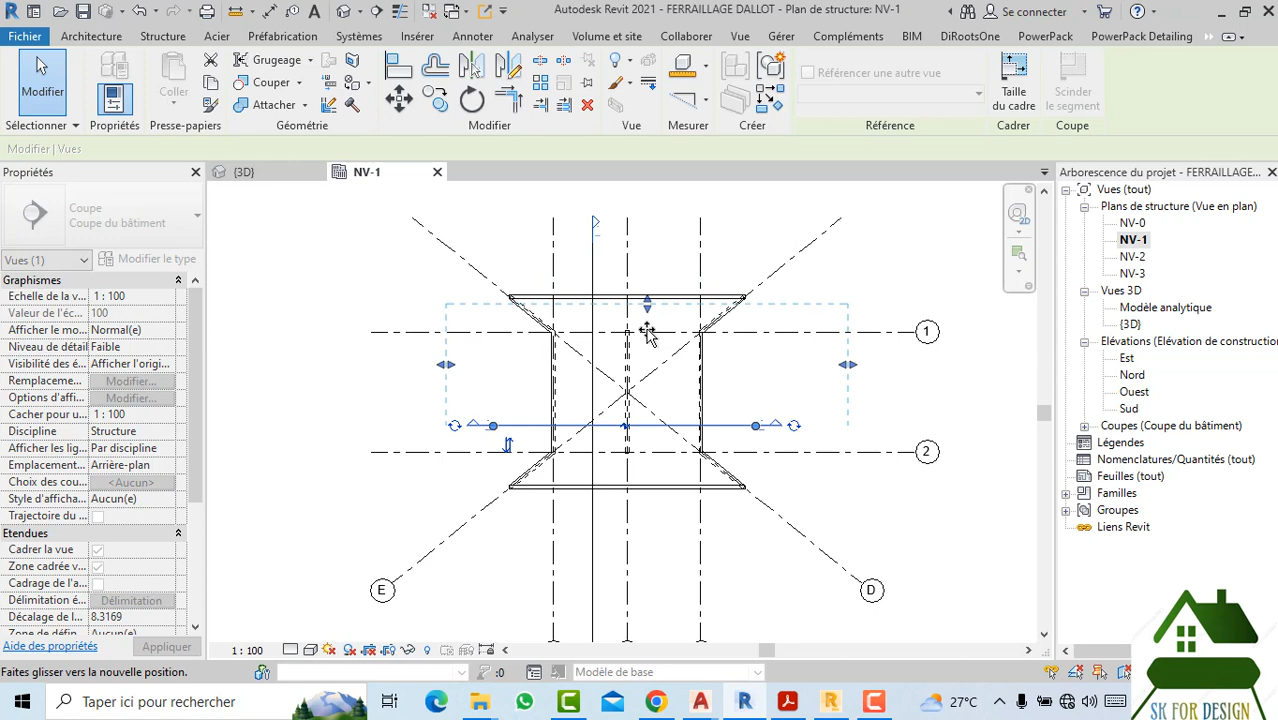 Autodesk Revit 2021 - FERRAILLAGE DALLOT - Plan de structure: NV-1
Se connecter
Fichier Architecture Structure Acier Préfabrication Systèmes Insérer Annoter Analyser Volume et site Collaborer Vue Gérer Compléments BIM DiRootsOne PowerPack PowerPack Detailing
Modifier
Coller
Grugeage
Couper
Attacher
Référencer une autre vue
Taille du cadre
Scinder le segment
Sélectionner Propriétés Presse-papiers Géométrie Modifier Vue Mesurer Créer Référence Cadrer Coupe
Modifier | Vues
Propriétés
{3D}
NV-1
Arborescence du projet - FERRAILLAGE...
Coupe
Coupe du bâtiment
Vues (1)
Modifier le type
Graphismes
Echelle de la v... 1 : 100
Valeur de l'éc... 100
Afficher le mo... Normal(e)
Niveau de détail Faible
Visibilité des é... Afficher l'origi...
Remplaceme... Modifier...
Options d'affi... Modifier...
Cacher pour u... 1 : 100
Discipline Structure
Afficher les lig... Par discipline
Emplacement... Arrière-plan
Choix des cou... <Aucun>
Style d'afficha... Aucun(e)
Trajectoire du ...
Etendues
Cadrer la vue
Zone cadrée v...
Cadrage de l'a...
Délimitation é... Délimitation
Décalage de l... 8.3169
Zone de défin... Aucun(e)
Aide des propriétés
Appliquer
1
2
E
D
1 : 100
Vues (tout)
Plans de structure (Vue en plan)
NV-0
NV-1
NV-2
NV-3
Vues 3D
Modèle analytique
{3D}
Elévations (Elévation de construction
Est
Nord
Ouest
Sud
Coupes (Coupe du bâtiment)
Légendes
Nomenclatures/Quantités (tout)
Feuilles (tout)
Familles
Groupes
Liens Revit
Faites glisser vers la nouvelle position.
:0
Modèle de base
Taper ici pour rechercher
27°C
SK FOR DESIGN